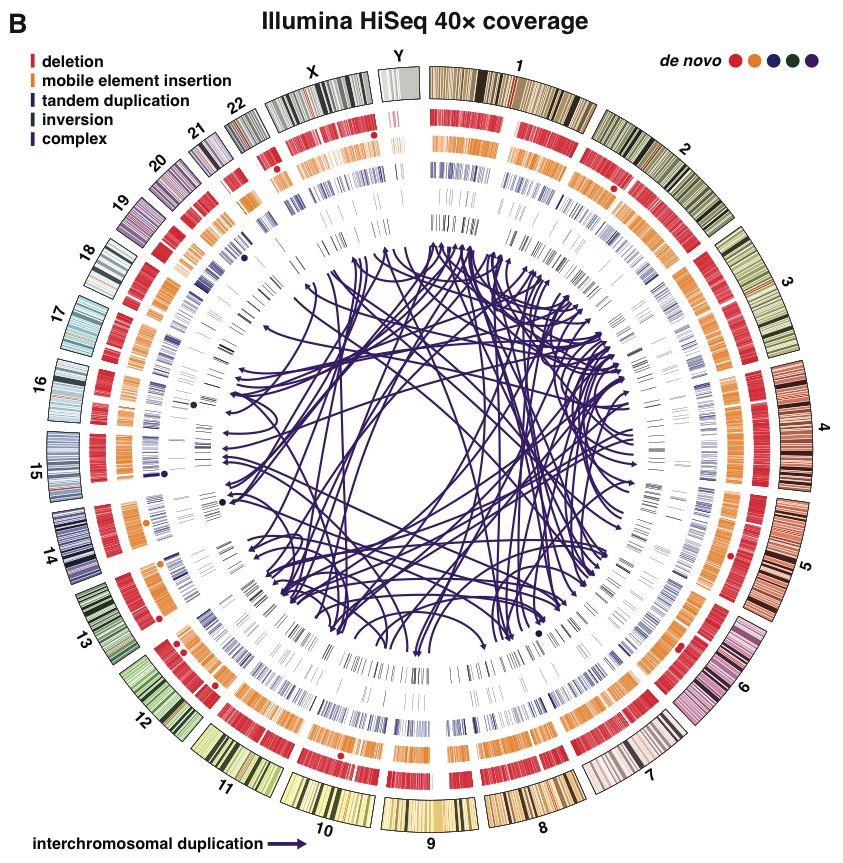 B
Illumina HiSeq 40× coverage
deletion
mobile element insertion
tandem duplication
inversion
complex
de novo
1
2
3
4
5
6
7
8
9
10
11
12
13
14
15
16
17
18
19
20
21
22
X
Y
interchromosomal duplication